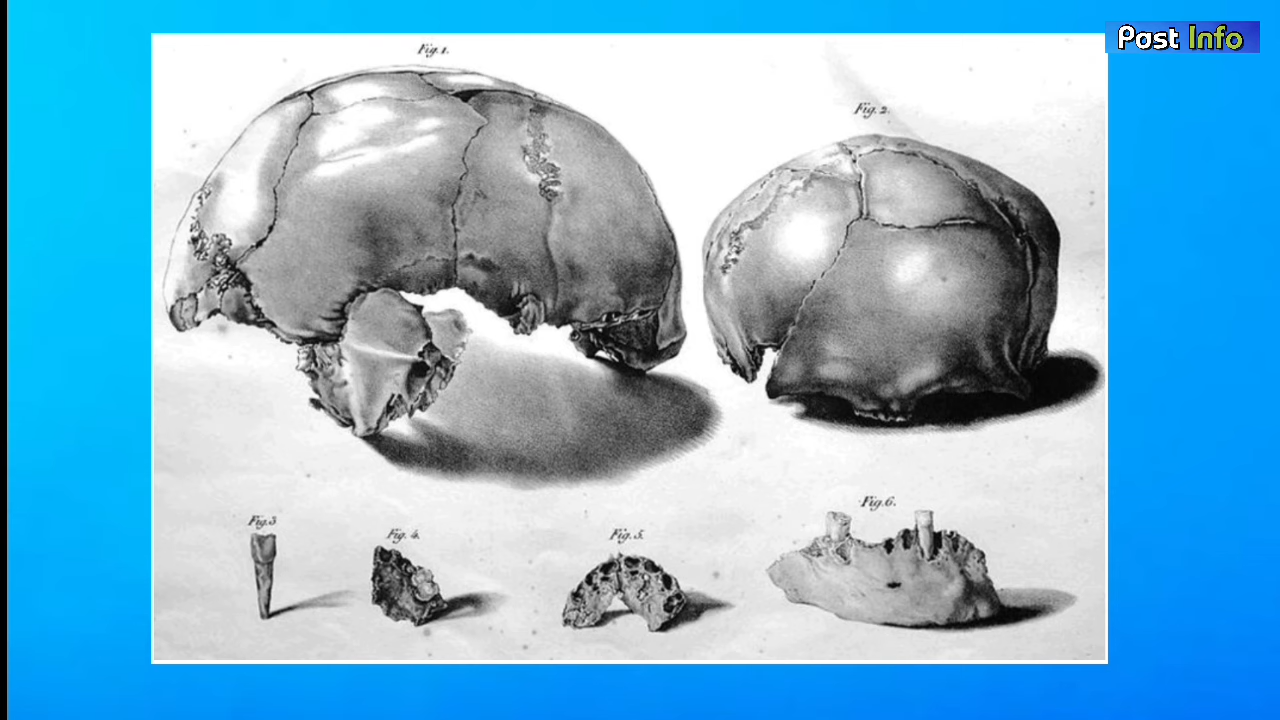 Post Info
Fig. 1.
Fig. 2.
Fig. 3
Fig. 4.
Fig. 5.
Fig. 6.